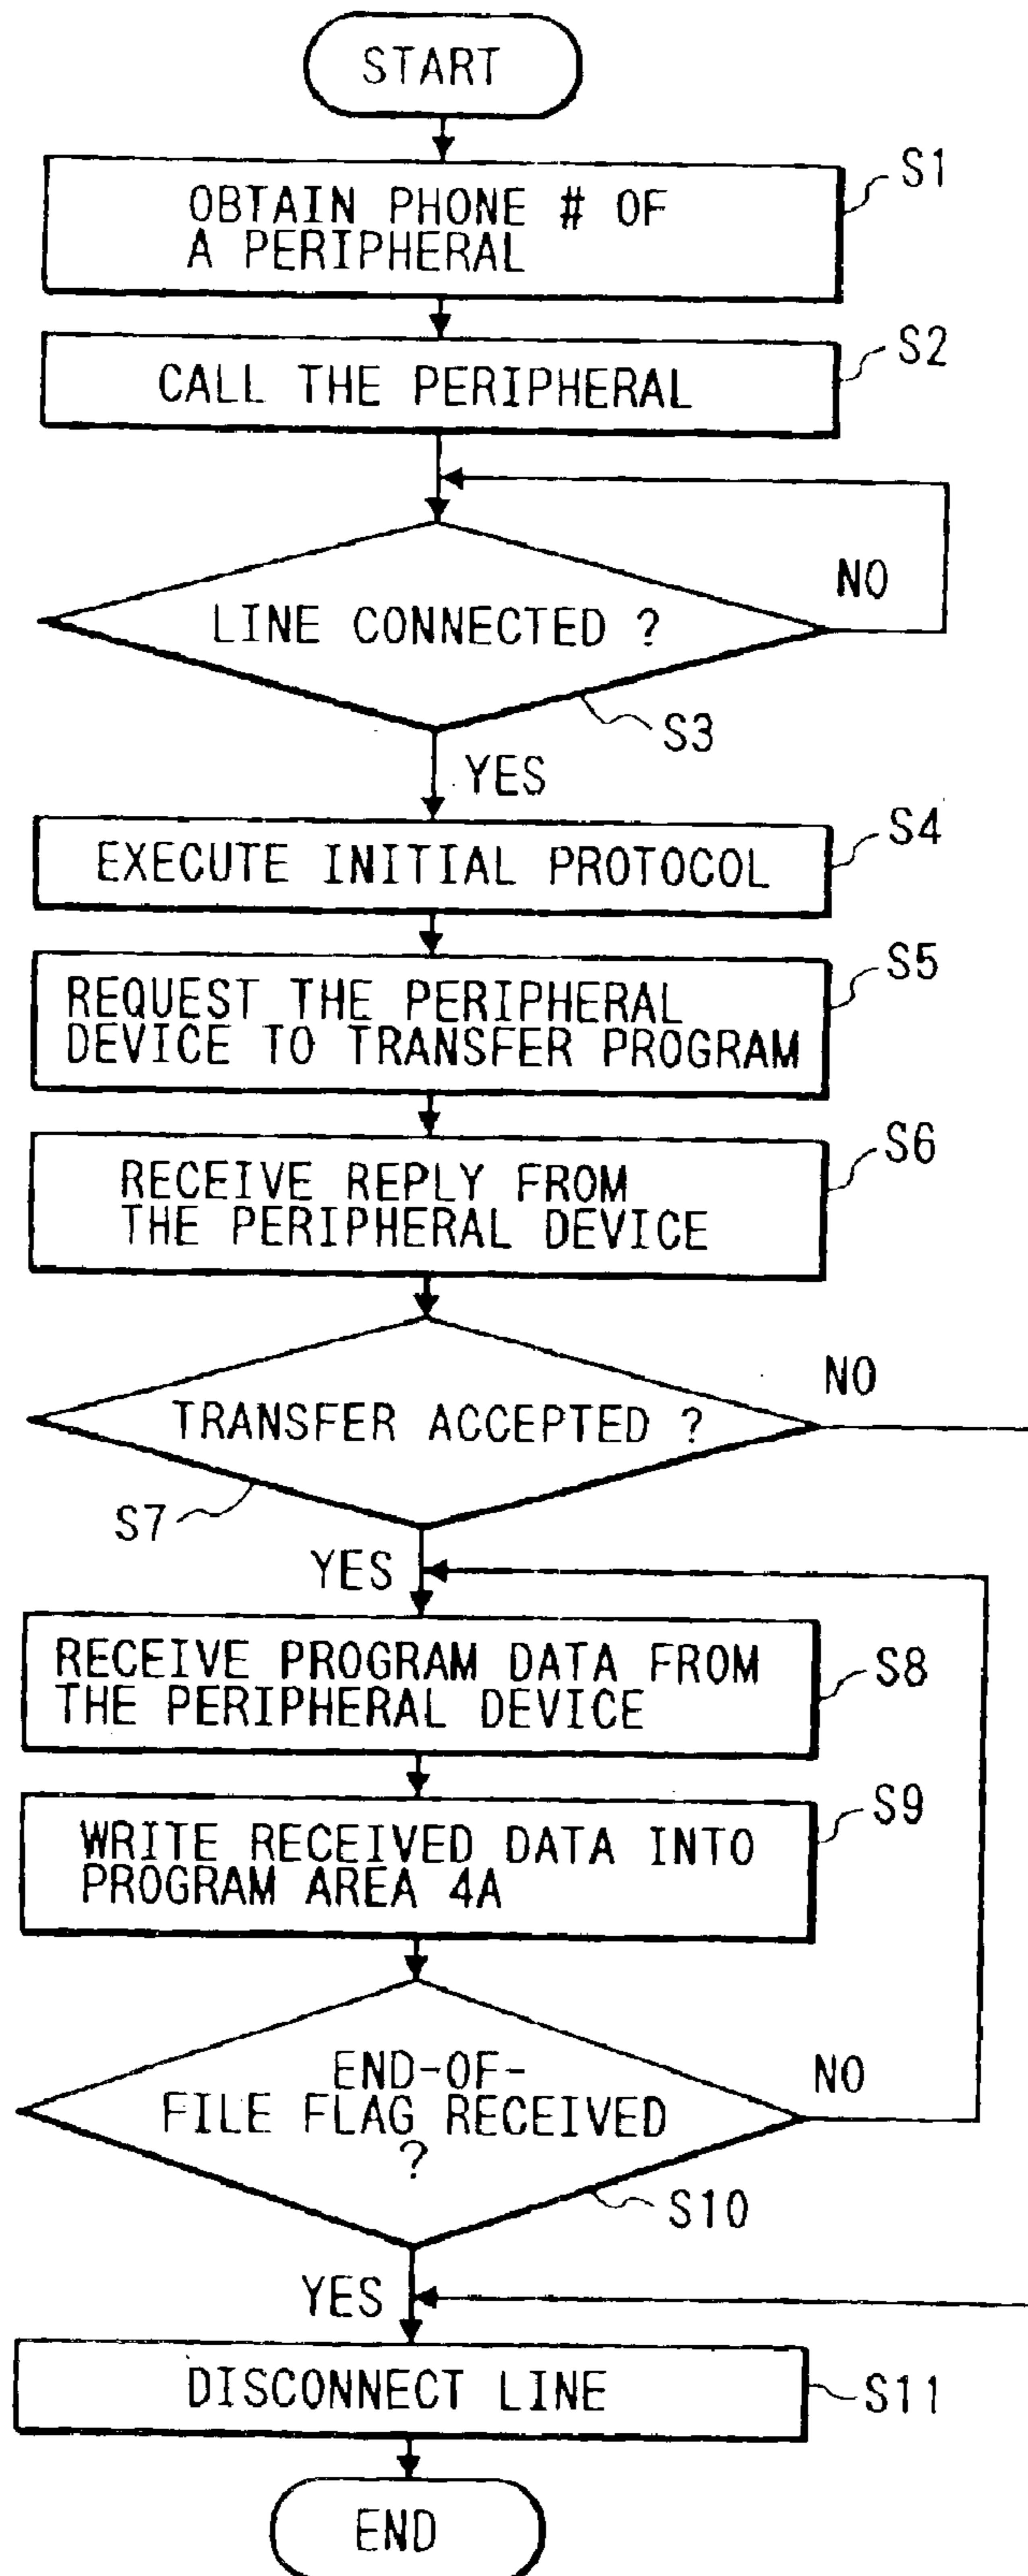 START
OBTAIN PHONE # OF
A PERIPHERAL
S1
CALL THE PERIPHERAL
S2
NO
LINE CONNECTED ?
S3
YES
EXECUTE INITIAL PROTOCOL
S4
REQUEST THE PERIPHERAL
DEVICE TO TRANSFER PROGRAM
S5
RECEIVE REPLY FROM
THE PERIPHERAL DEVICE
S6
NO
TRANSFER ACCEPTED ?
S7
YES
RECEIVE PROGRAM DATA FROM
THE PERIPHERAL DEVICE
S8
WRITE RECEIVED DATA INTO
PROGRAM AREA 4A
S9
END-OF-
FILE FLAG RECEIVED
?
NO
S10
YES
DISCONNECT LINE
S11
END